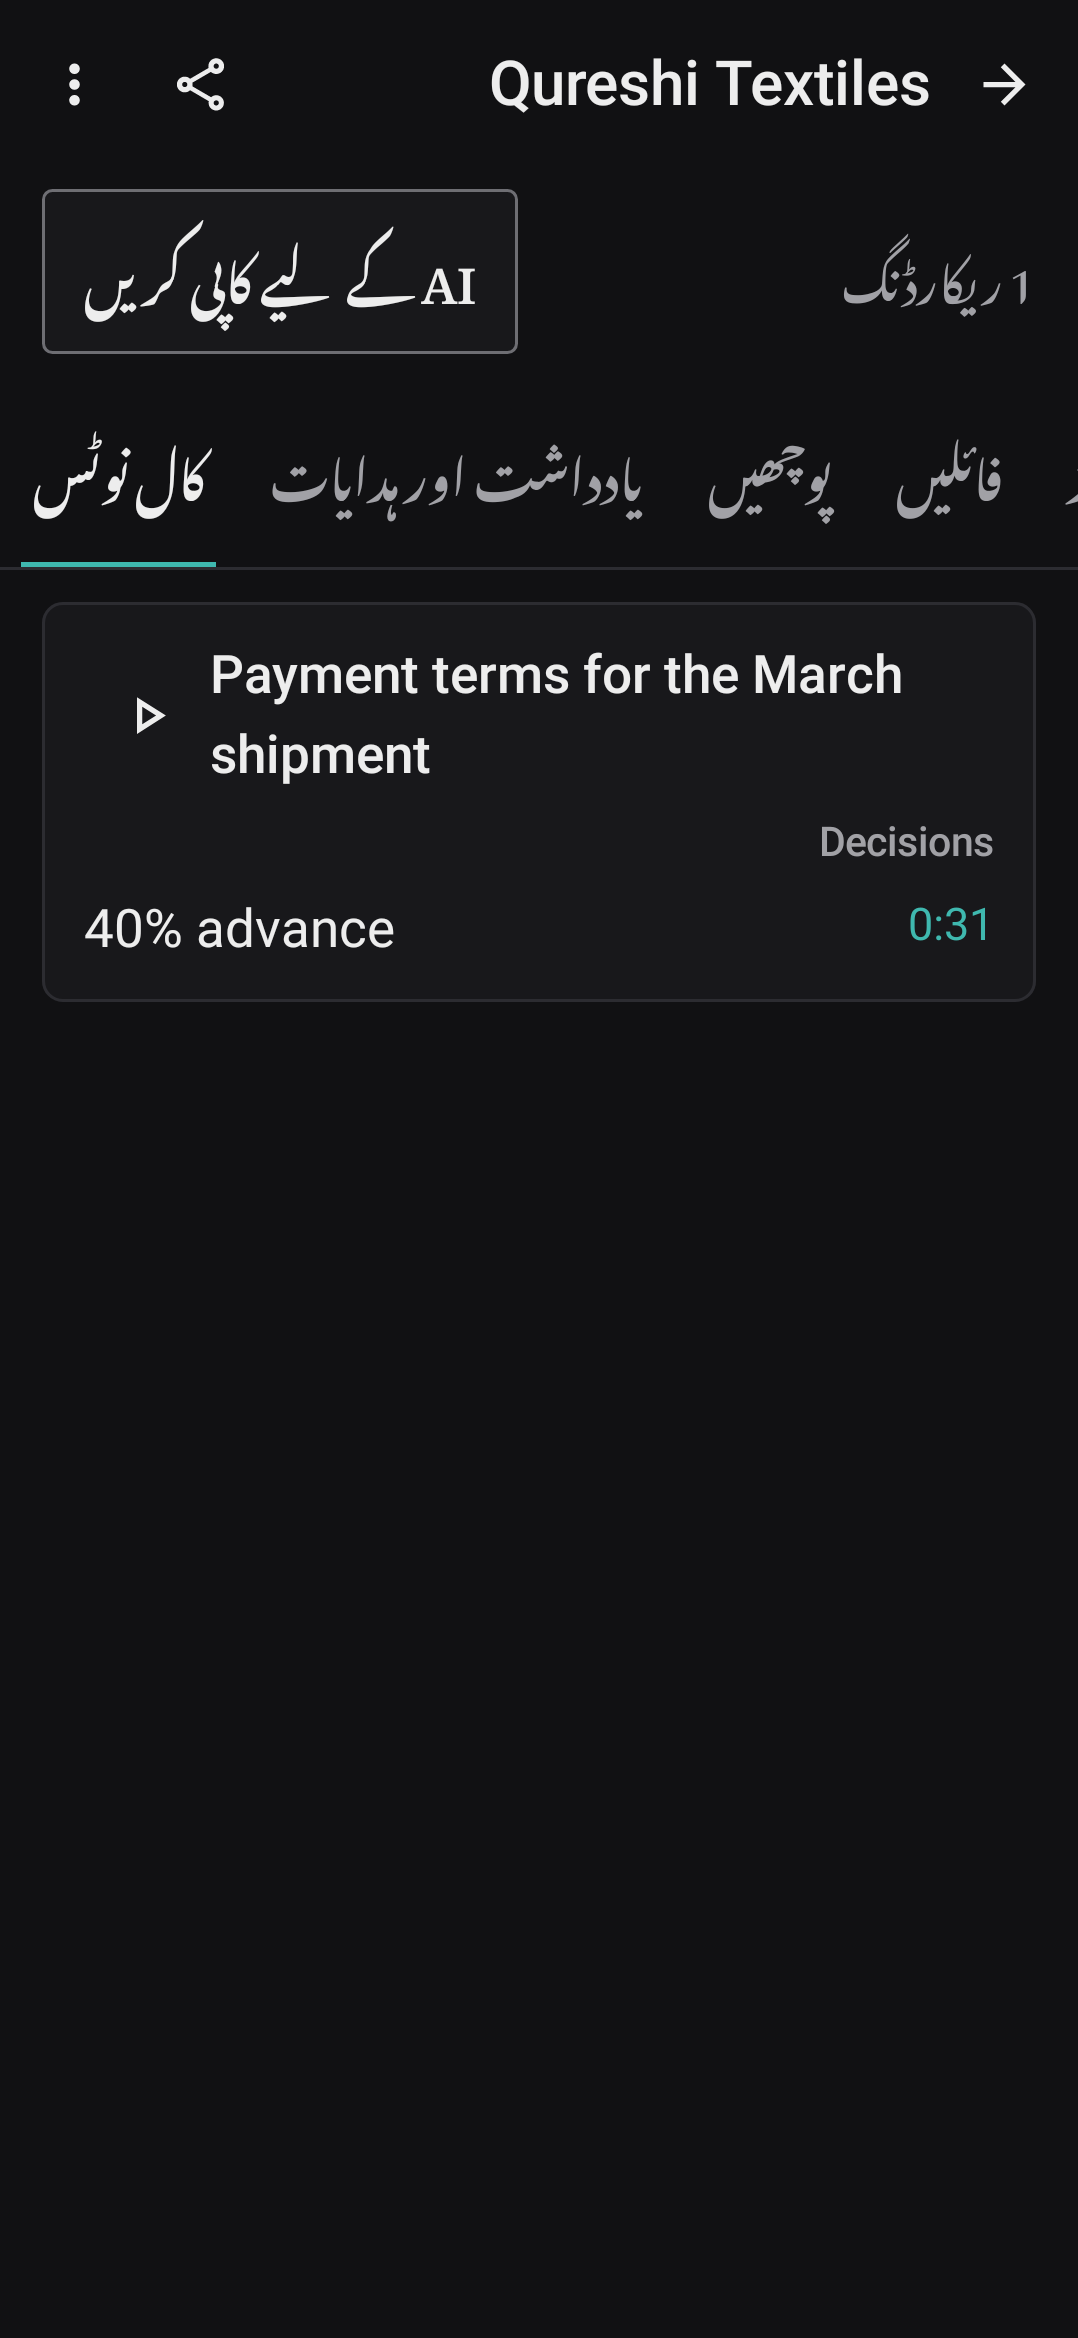 Qureshi Textiles
1 ریکارڈنگ
AI کے لیے کاپی کریں
کال نوٹس
یادداشت اور ہدایات
پوچھیں
فائلیں
Payment terms for the March
shipment
Decisions
40% advance
0:31